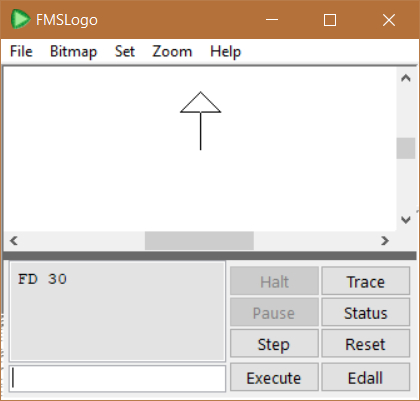 FMSLogo
File Bitmap Set Zoom Help
FD 30
Halt Trace
Pause Status
Step Reset
Execute Edall